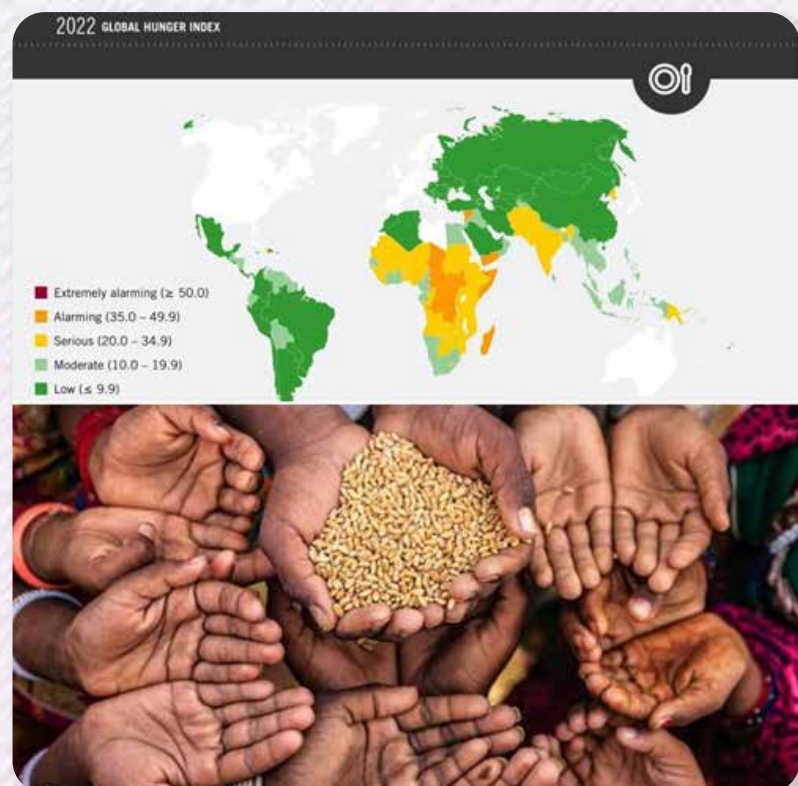 2022 GLOBAL HUNGER INDEX
Extremely alarming (≥ 50.0)
Alarming (35.0 – 49.9)
Serious (20.0 – 34.9)
Moderate (10.0 – 19.9)
Low (≤ 9.9)